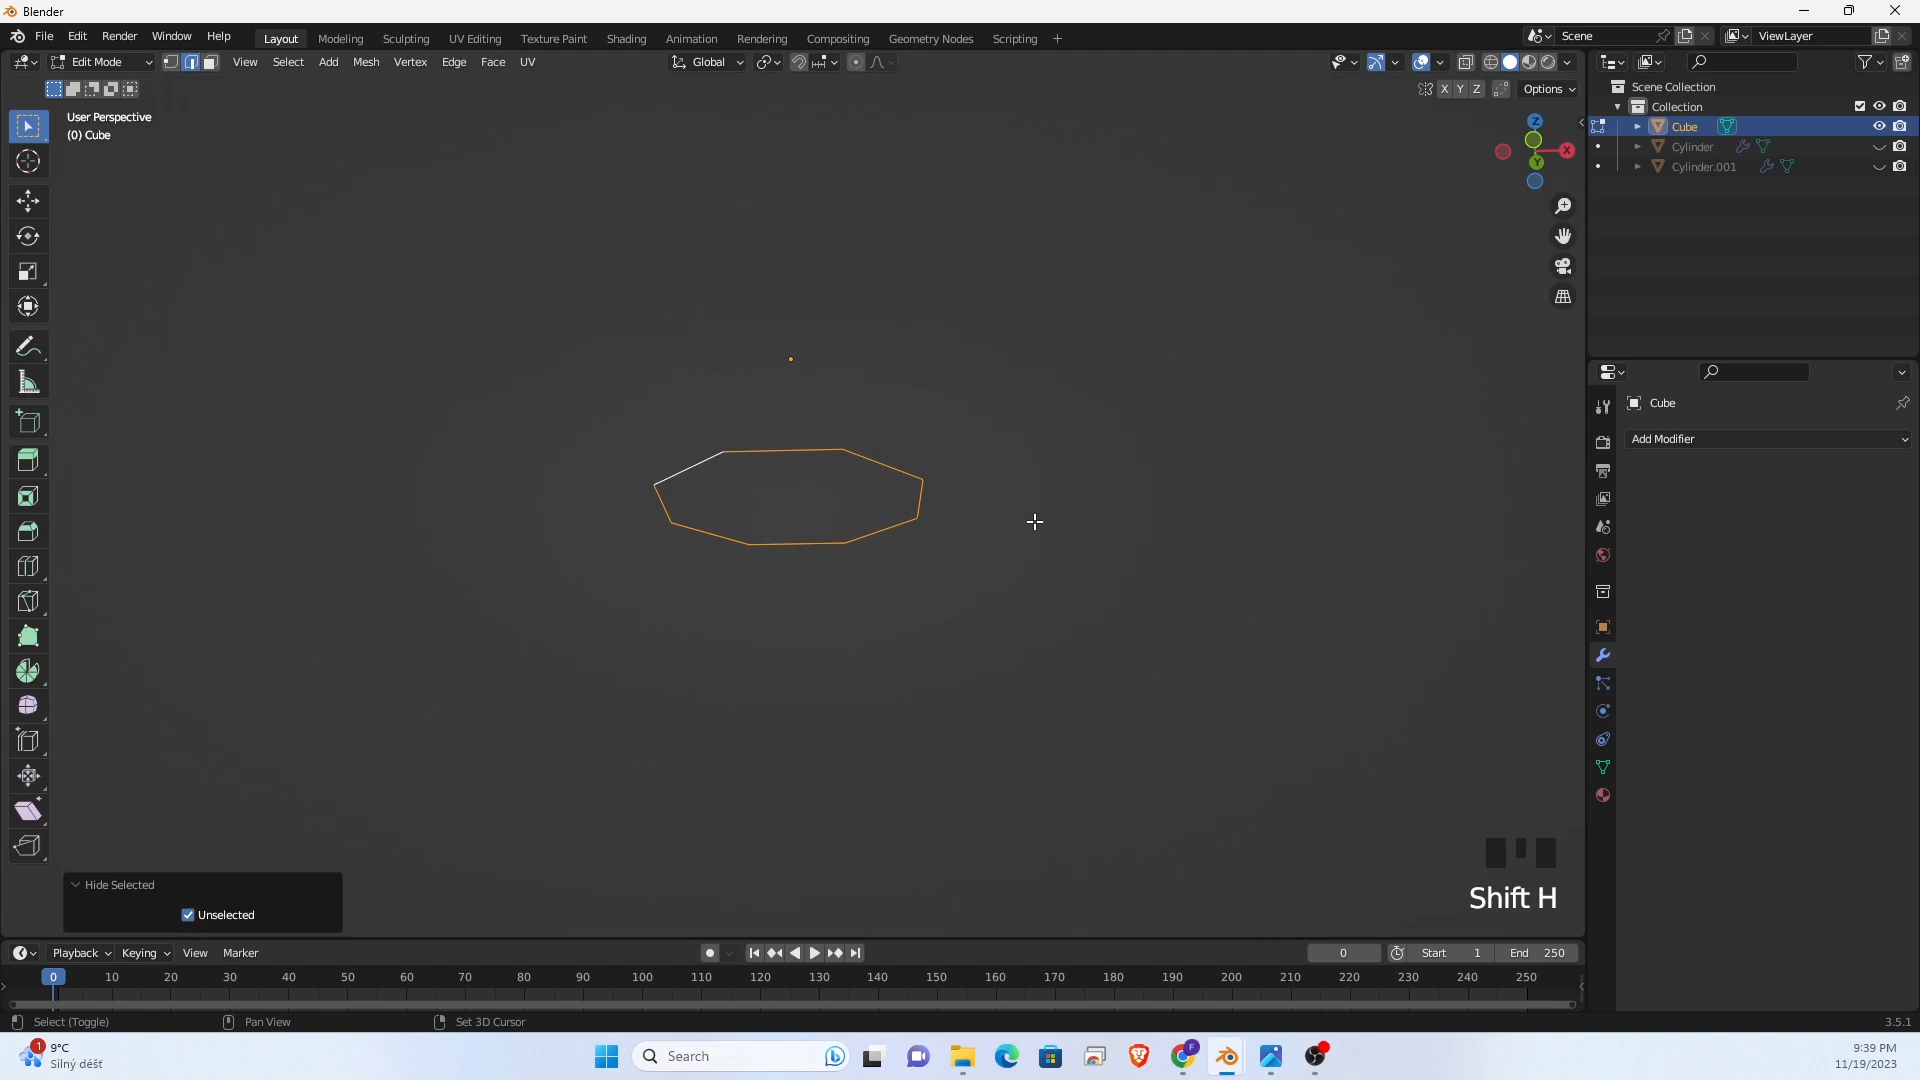 Blender
File Edit Render Window Help
Layout Modeling Sculpting UV Editing Texture Paint Shading Animation Rendering Compositing Geometry Nodes Scripting +
Scene
ViewLayer
Edit Mode View Select Add Mesh Vertex Edge Face UV
Global
X Y Z Options
User Perspective
(0) Cube
Z
X
Y
Scene Collection
Collection
Cube
Cylinder
Cylinder.001
Cube
Add Modifier
Hide Selected
Unselected
Shift H
Playback Keying View Marker
0 Start 1 End 250
0 10 20 30 40 50 60 70 80 90 100 110 120 130 140 150 160 170 180 190 200 210 220 230 240 250
Select (Toggle) Pan View Set 3D Cursor
3.5.1
1
9°C
Silný déšť
Search
F
9:39 PM
11/19/2023